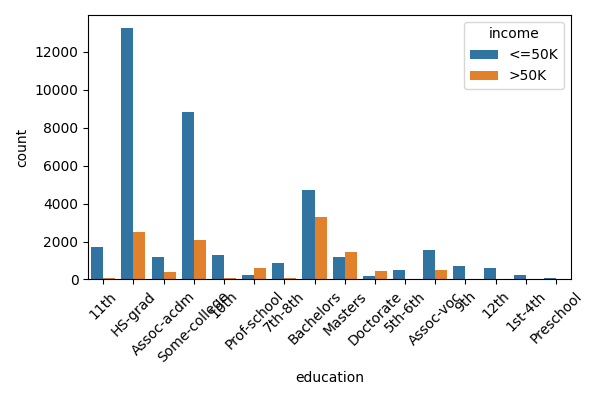 income
<=50K
>50K
12000
10000
8000
6000
4000
2000
0
count
11th
HS-grad
Assoc-acdm
Some-college
10th
Prof-school
7th-8th
Bachelors
Masters
Doctorate
5th-6th
Assoc-voc
9th
12th
1st-4th
Preschool
education